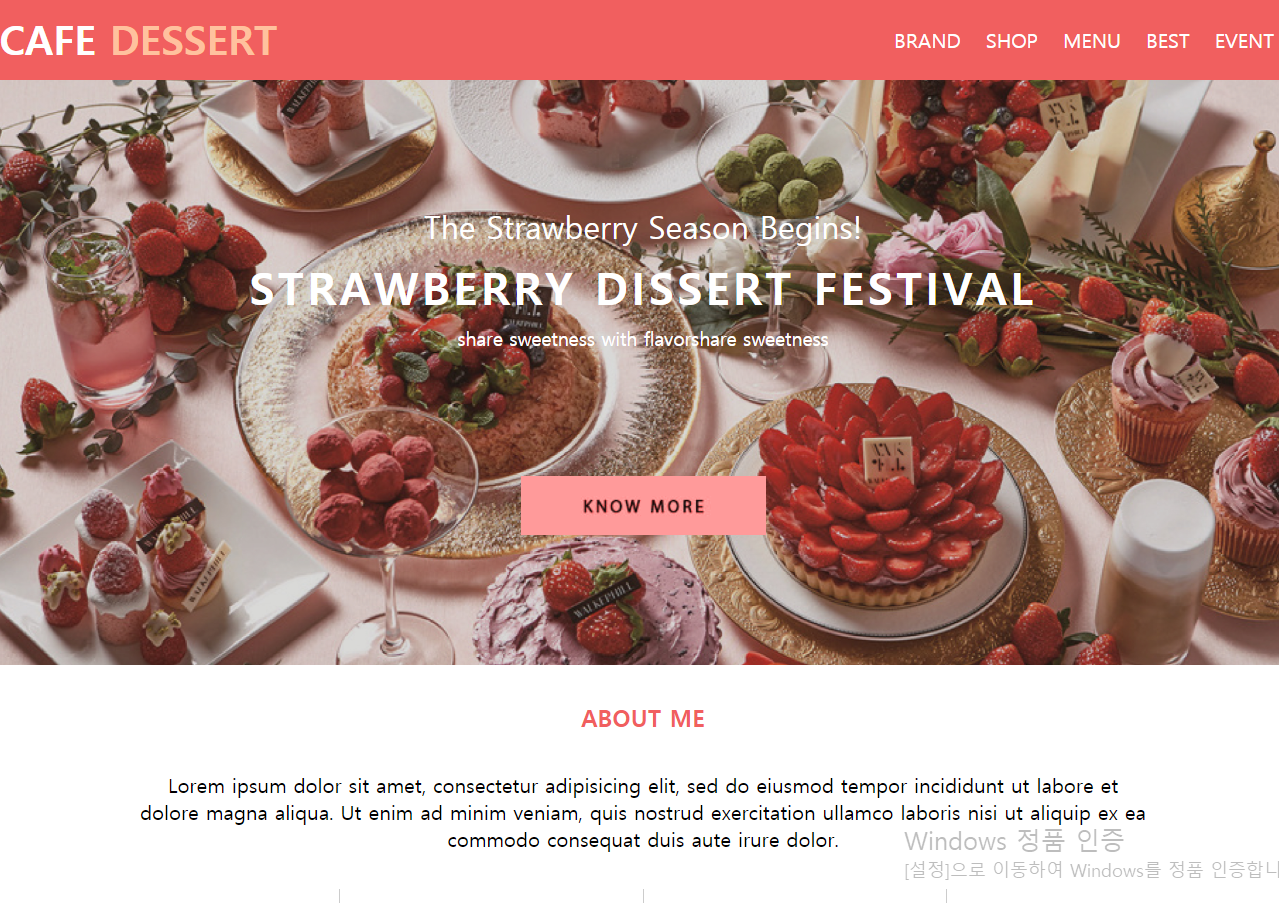 CAFE DESSERT
BRAND SHOP MENU BEST EVENT
The Strawberry Season Begins!
STRAWBERRY DISSERT FESTIVAL
share sweetness with flavorshare sweetness
WALKERHILL
KNOW MORE
WALKERHILL
WALKERHILL
ABOUT ME
Lorem ipsum dolor sit amet, consectetur adipisicing elit, sed do eiusmod tempor incididunt ut labore et
dolore magna aliqua. Ut enim ad minim veniam, quis nostrud exercitation ullamco laboris nisi ut aliquip ex ea
commodo consequat duis aute irure dolor.
Windows 정품 인증
[설정]으로 이동하여 Windows를 정품 인증합니